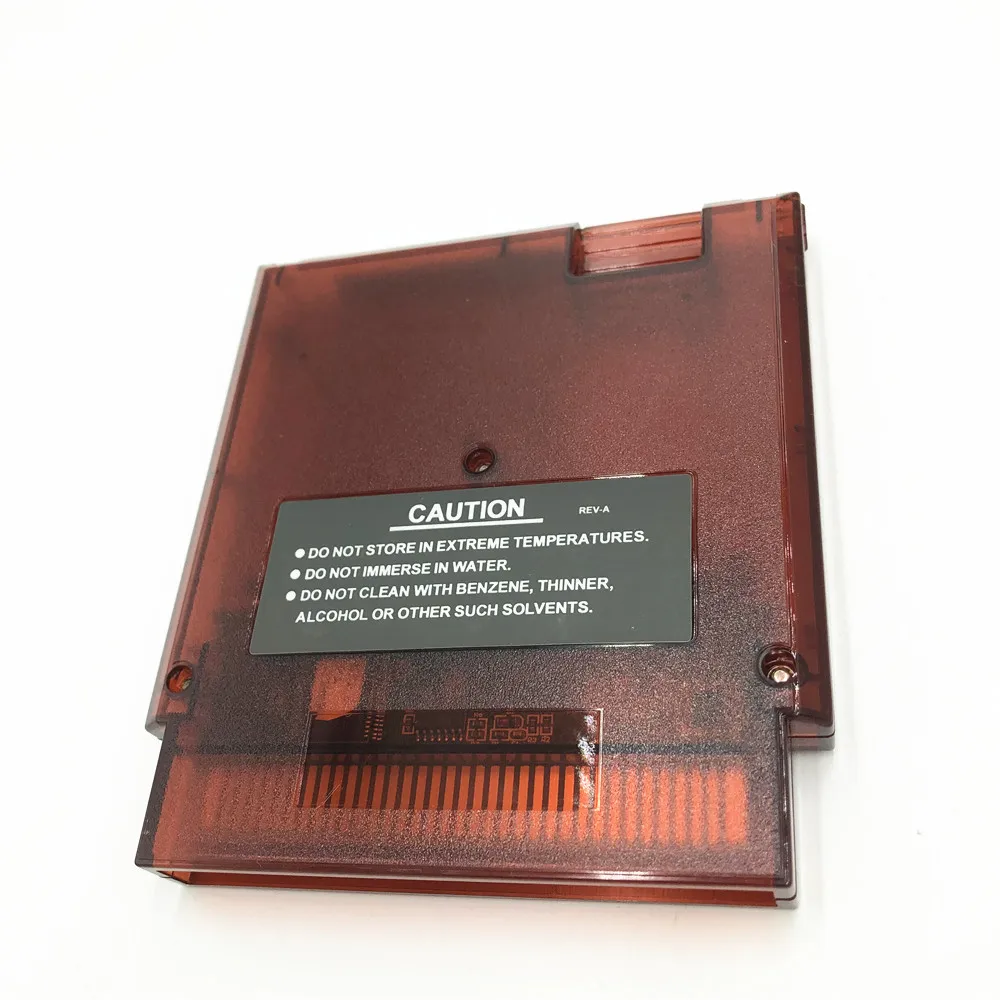 CAUTION REV-A
● DO NOT STORE IN EXTREME TEMPERATURES.
● DO NOT IMMERSE IN WATER.
● DO NOT CLEAN WITH BENZENE, THINNER,
ALCOHOL OR OTHER SUCH SOLVENTS.